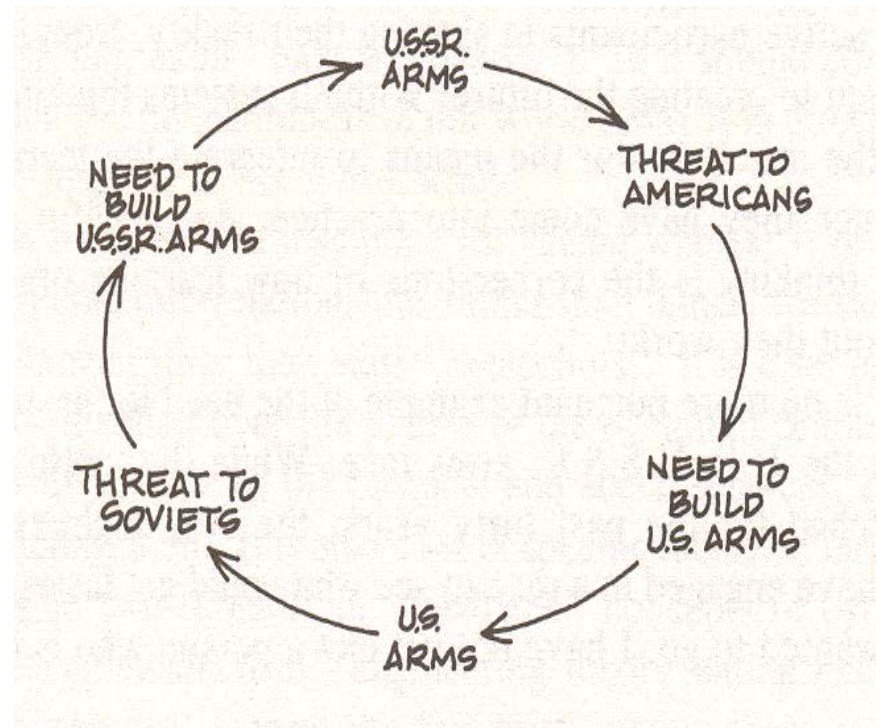 U.S.S.R.
ARMS
THREAT TO
AMERICANS
NEED TO
BUILD
U.S. ARMS
U.S.
ARMS
THREAT TO
SOVIETS
NEED TO
BUILD
U.S.S.R. ARMS